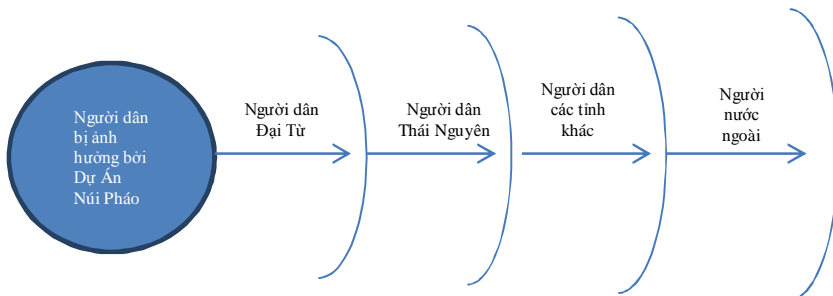 Người dân
bị ảnh
hưởng bởi
Dự Án
Núi Pháo
Người dân
Đại Từ
Người dân
Thái Nguyên
Người dân
các tỉnh
khác
Người
nước
ngoài